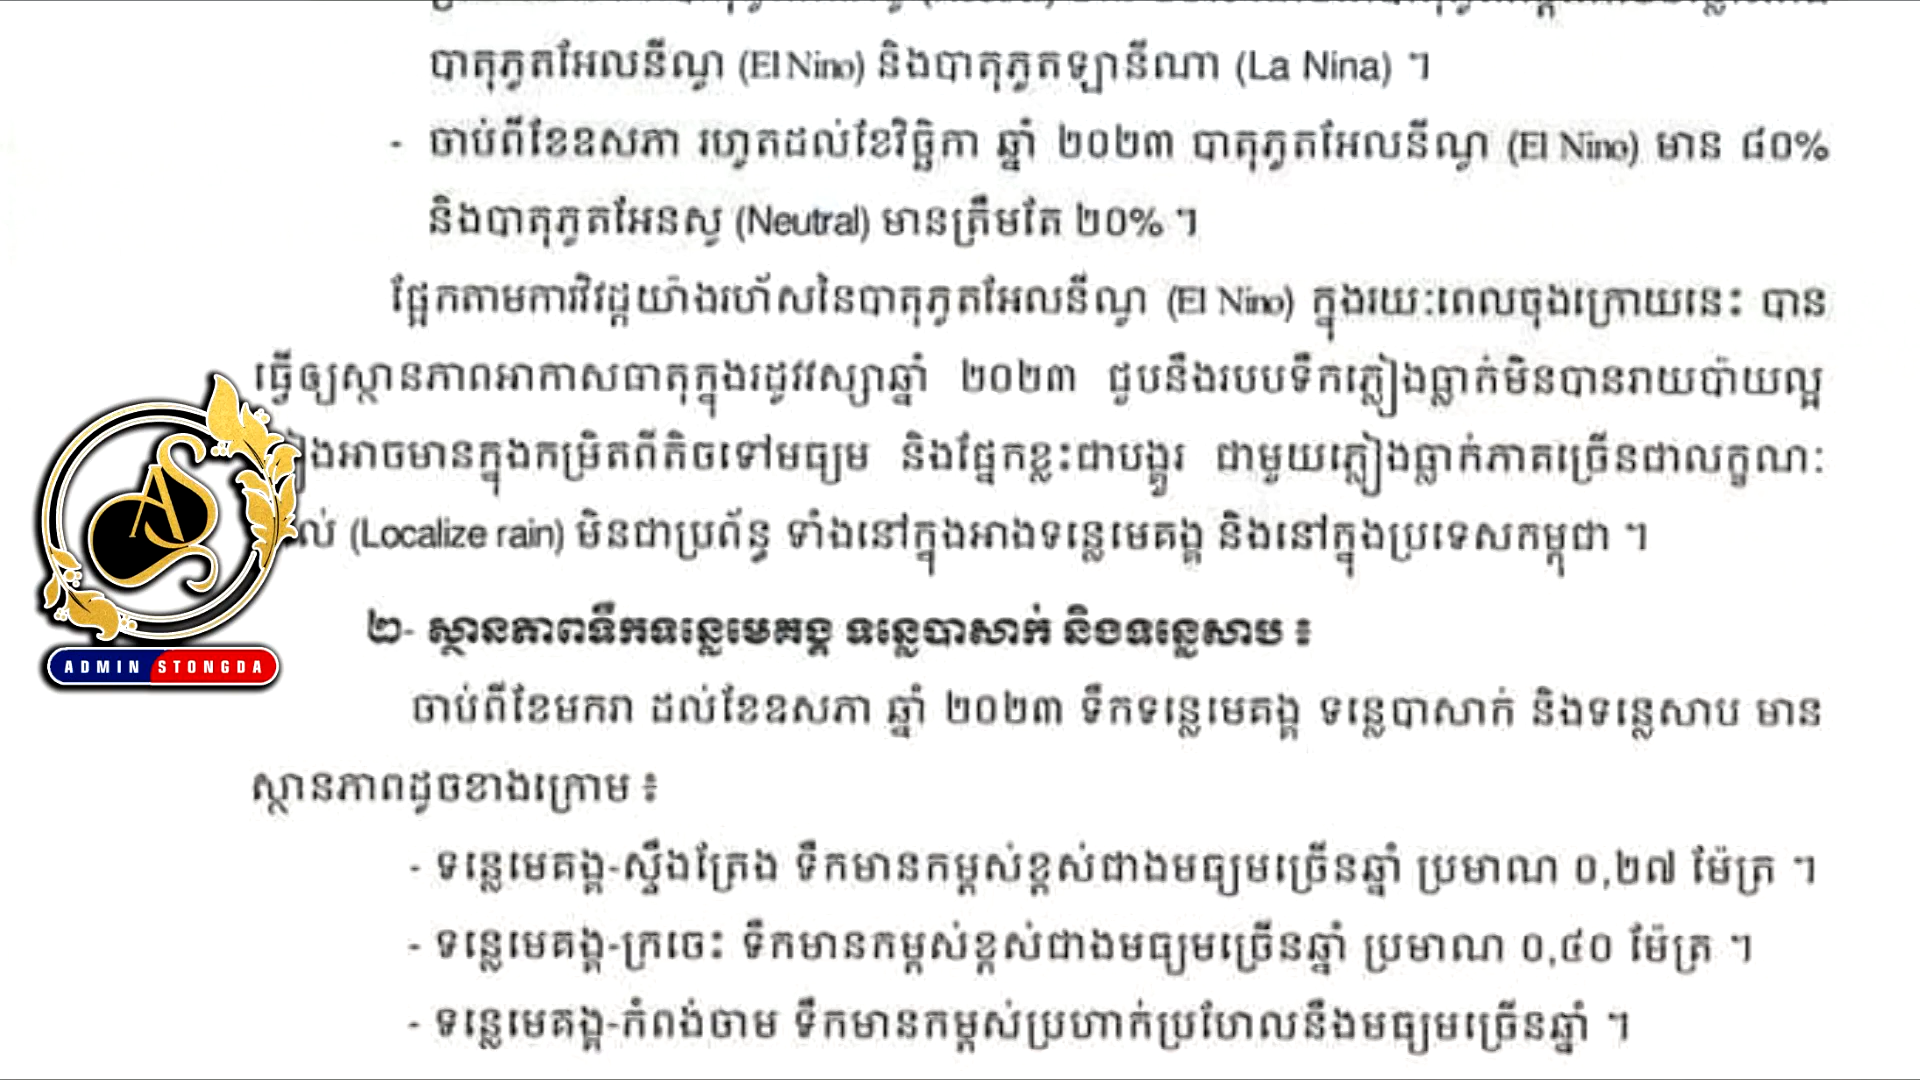 បាតុភូតអែលនីណូ (El Nino) និងបាតុភូតឡានីណា (La Nina) ។
- ចាប់ពីខែឧសភា រហូតដល់ខែវិច្ឆិកា ឆ្នាំ ២០២៣ បាតុភូតអែលនីណូ (El Nino) មាន ៨០%
និងបាតុភូតអែនសូ (Neutral) មានត្រឹមតែ ២០% ។
ផ្អែកតាមការវិវដ្តយ៉ាងរហ័សនៃបាតុភូតអែលនីណូ (El Nino) ក្នុងរយៈពេលចុងក្រោយនេះ បាន
ធ្វើឲ្យស្ថានភាពអាកាសធាតុក្នុងរដូវវស្សាឆ្នាំ ២០២៣ ជួបនឹងរបបទឹកភ្លៀងធ្លាក់មិនបានរាយប៉ាយល្អ
អាចមានក្នុងកម្រិតពីតិចទៅមធ្យម និងផ្នែកខ្លះជាបង្គួរ ជាមួយភ្លៀងធ្លាក់ភាគច្រើនជាលក្ខណៈ
(Localize rain) មិនជាប្រព័ន្ធ ទាំងនៅក្នុងអាងទន្លេមេគង្គ និងនៅក្នុងប្រទេសកម្ពុជា ។
២- ស្ថានភាពទឹកទន្លេមេគង្គ ទន្លេបាសាក់ និងទន្លេសាប ៖
ចាប់ពីខែមករា ដល់ខែឧសភា ឆ្នាំ ២០២៣ ទឹកទន្លេមេគង្គ ទន្លេបាសាក់ និងទន្លេសាប មាន
ស្ថានភាពដូចខាងក្រោម ៖
- ទន្លេមេគង្គ-ស្ទឹងត្រែង ទឹកមានកម្ពស់ខ្ពស់ជាងមធ្យមច្រើនឆ្នាំ ប្រមាណ ០,២៧ ម៉ែត្រ ។
- ទន្លេមេគង្គ-ក្រចេះ ទឹកមានកម្ពស់ខ្ពស់ជាងមធ្យមច្រើនឆ្នាំ ប្រមាណ ០,៤០ ម៉ែត្រ ។
- ទន្លេមេគង្គ-កំពង់ចាម ទឹកមានកម្ពស់ប្រហាក់ប្រហែលនឹងមធ្យមច្រើនឆ្នាំ ។
ADMIN STONGDA